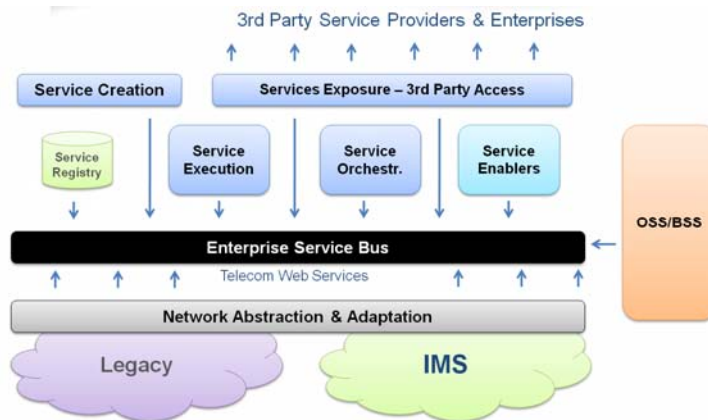 3rd Party Service Providers & Enterprises
Service Creation
Services Exposure – 3rd Party Access
Service
Registry
Service
Execution
Service
Orchestr.
Service
Enablers
OSS/BSS
Enterprise Service Bus
Telecom Web Services
Network Abstraction & Adaptation
Legacy
IMS